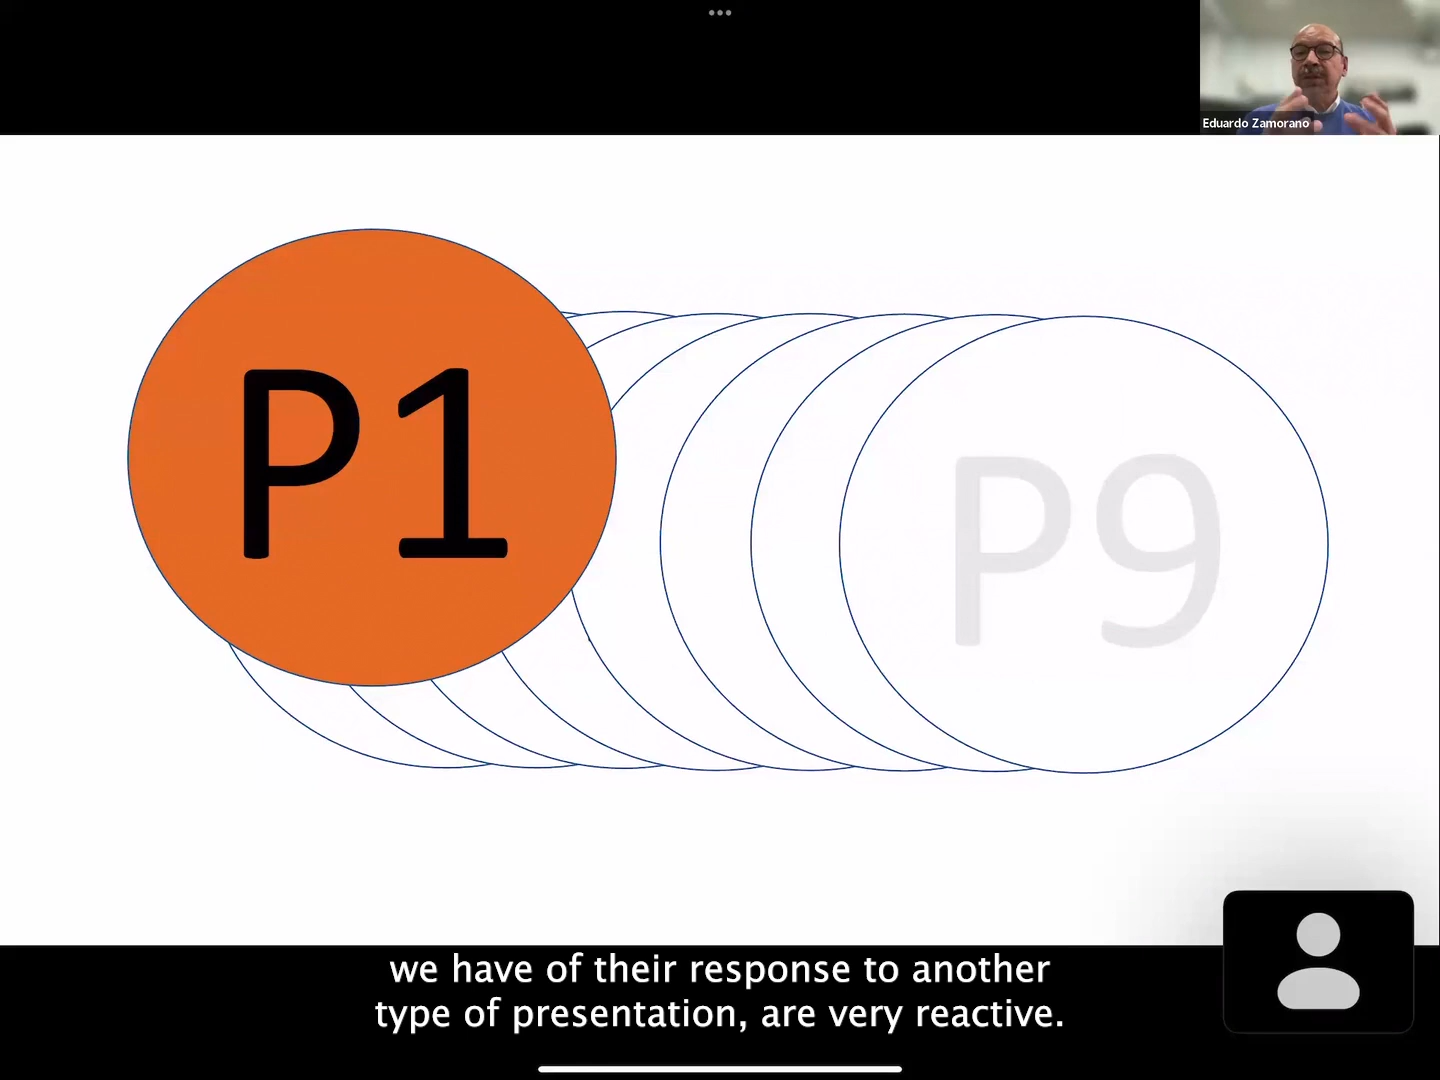 Eduardo Zamorano
P1
P9
we have of their response to another
type of presentation, are very reactive.